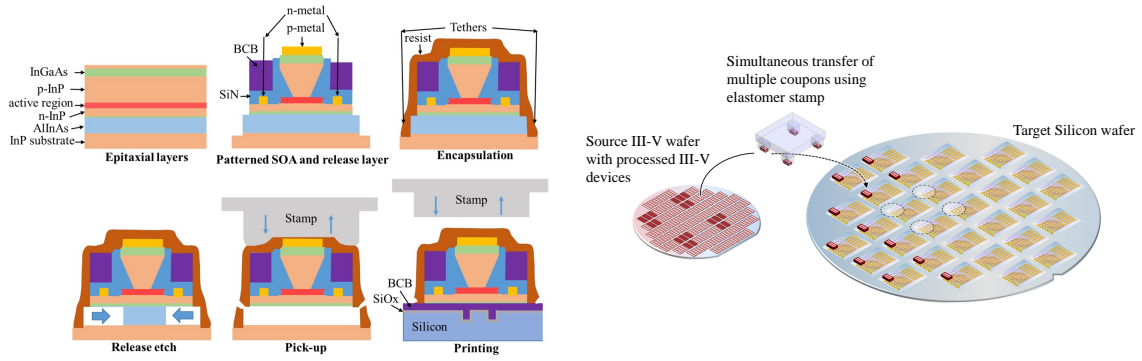 InGaAs
p-InP
active region
n-InP
AlInAs
InP substrate
Epitaxial layers
n-metal
p-metal
BCB
SiN
Patterned SOA and release layer
Tethers
resist
Encapsulation
Release etch
Stamp
Pick-up
Stamp
BCB
SiOx
Silicon
Printing
Simultaneous transfer of
multiple coupons using
elastomer stamp
Source III-V wafer
with processed III-V
devices
Target Silicon wafer